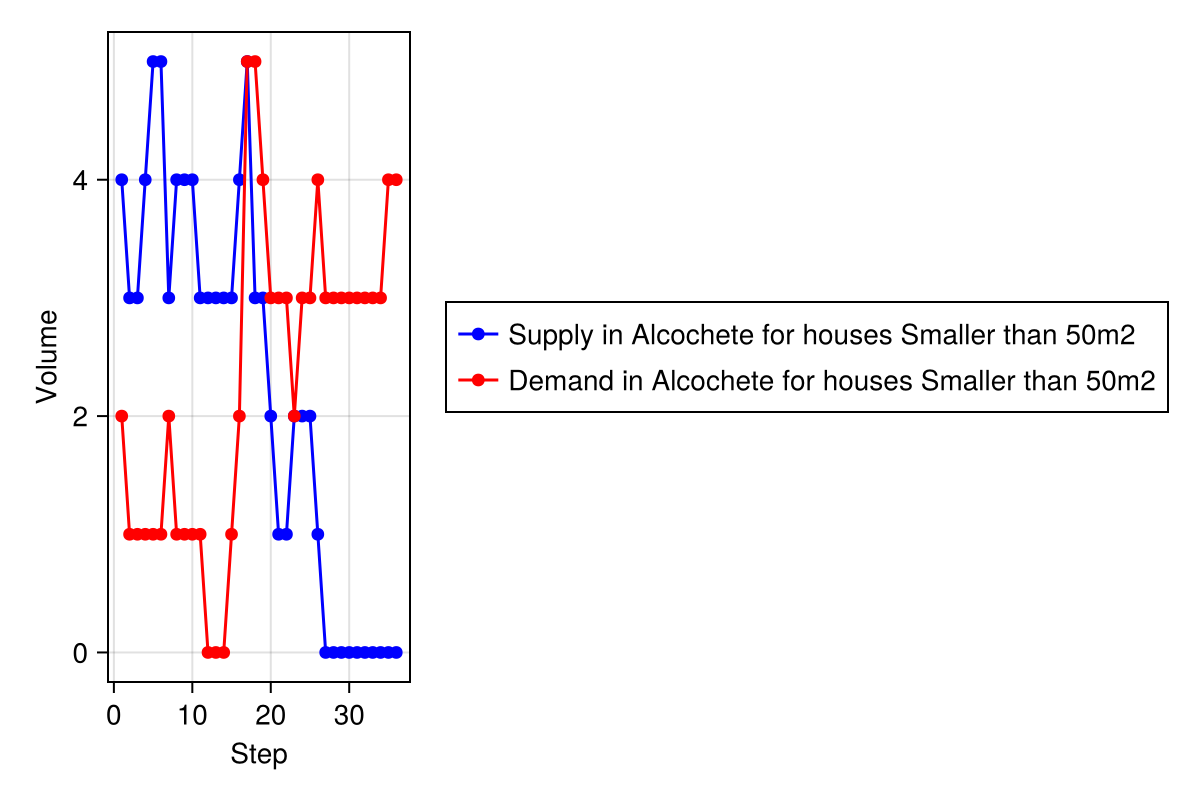 Volume
4
2
0
0 10 20 30
Step
Supply in Alcochete for houses Smaller than 50m2
Demand in Alcochete for houses Smaller than 50m2